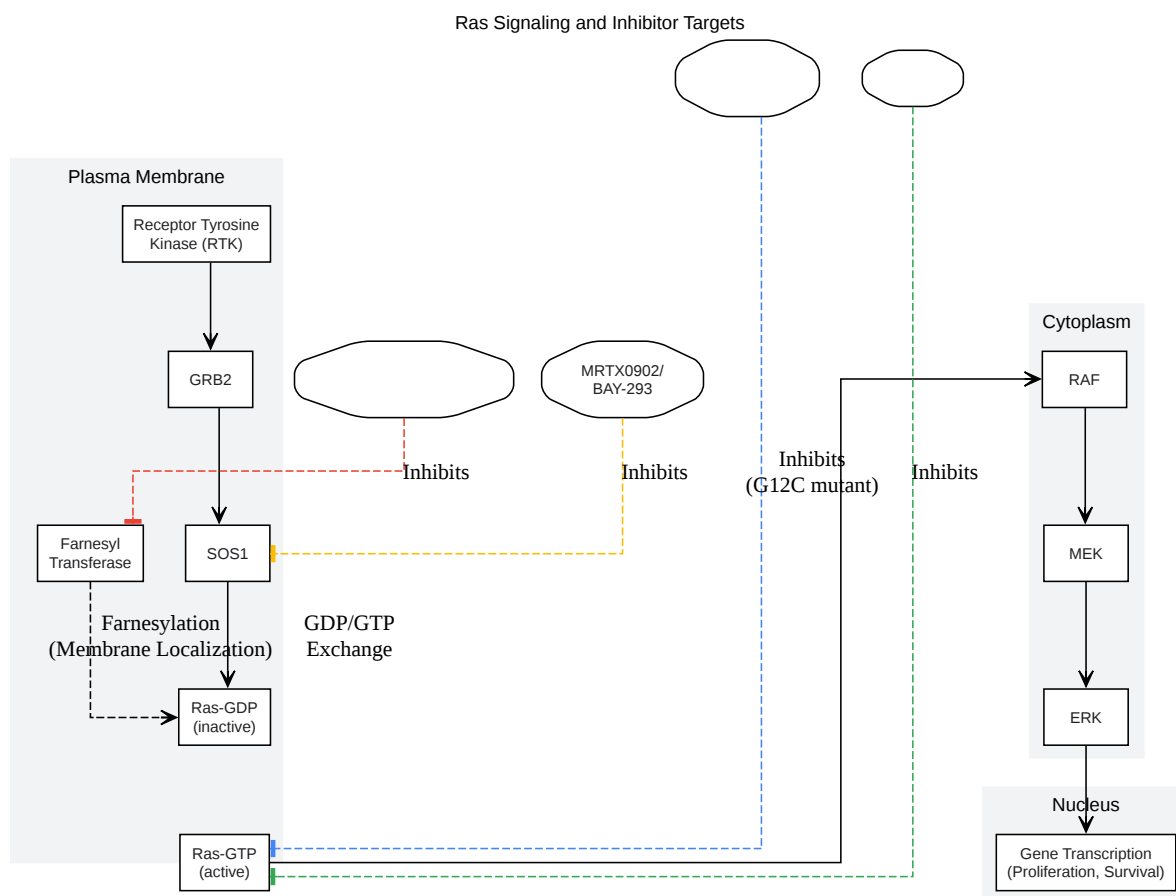 Ras Signaling and Inhibitor Targets
Plasma Membrane
Receptor Tyrosine
Kinase (RTK)
GRB2
MRTX0902/
BAY-293
Cytoplasm
RAF
Inhibits
Inhibits
Inhibits
(G12C mutant)
Inhibits
Farnesyl
Transferase
SOS1
MEK
Farnesylation
(Membrane Localization)
GDP/GTP
Exchange
Ras-GDP
(inactive)
ERK
Nucleus
Ras-GTP
(active)
Gene Transcription
(Proliferation, Survival)